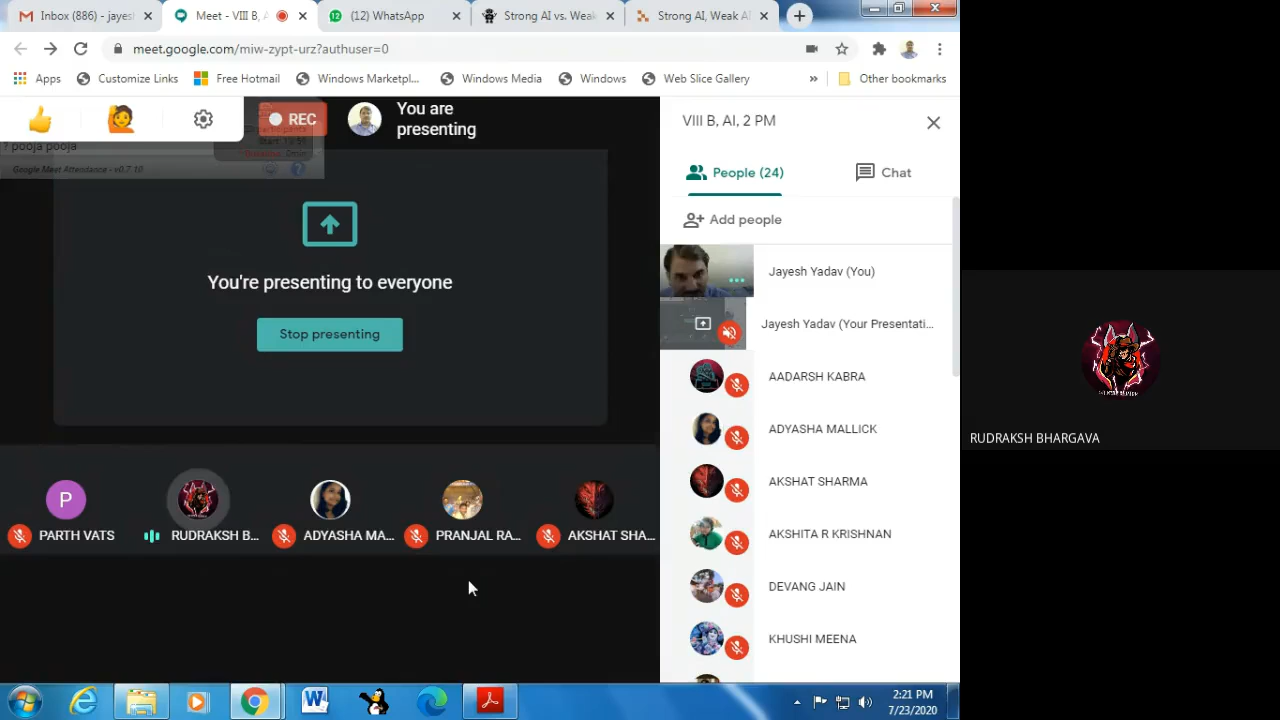 Inbox (886) - jayes
Meet - VIII B, A
(12) WhatsApp
Strong AI vs. Weak
Strong AI, Weak AI
meet.google.com/miw-zypt-urz?authuser=0
Apps
Customize Links
Free Hotmail
Windows Marketpl...
Windows Media
Windows
Web Slice Gallery
»
Other bookmarks
REC
You are
presenting
? pooja pooja
Google Meet Attendance - v0.7.10
You're presenting to everyone
Stop presenting
P
PARTH VATS
RUDRAKSH B...
ADYASHA MA...
PRANJAL RA...
AKSHAT SHA...
VIII B, AI, 2 PM
People (24)
Chat
Add people
Jayesh Yadav (You)
Jayesh Yadav (Your Presentati...
AADARSH KABRA
ADYASHA MALLICK
AKSHAT SHARMA
AKSHITA R KRISHNAN
DEVANG JAIN
KHUSHI MEENA
RUDRAKSH BHARGAVA
2:21 PM
7/23/2020